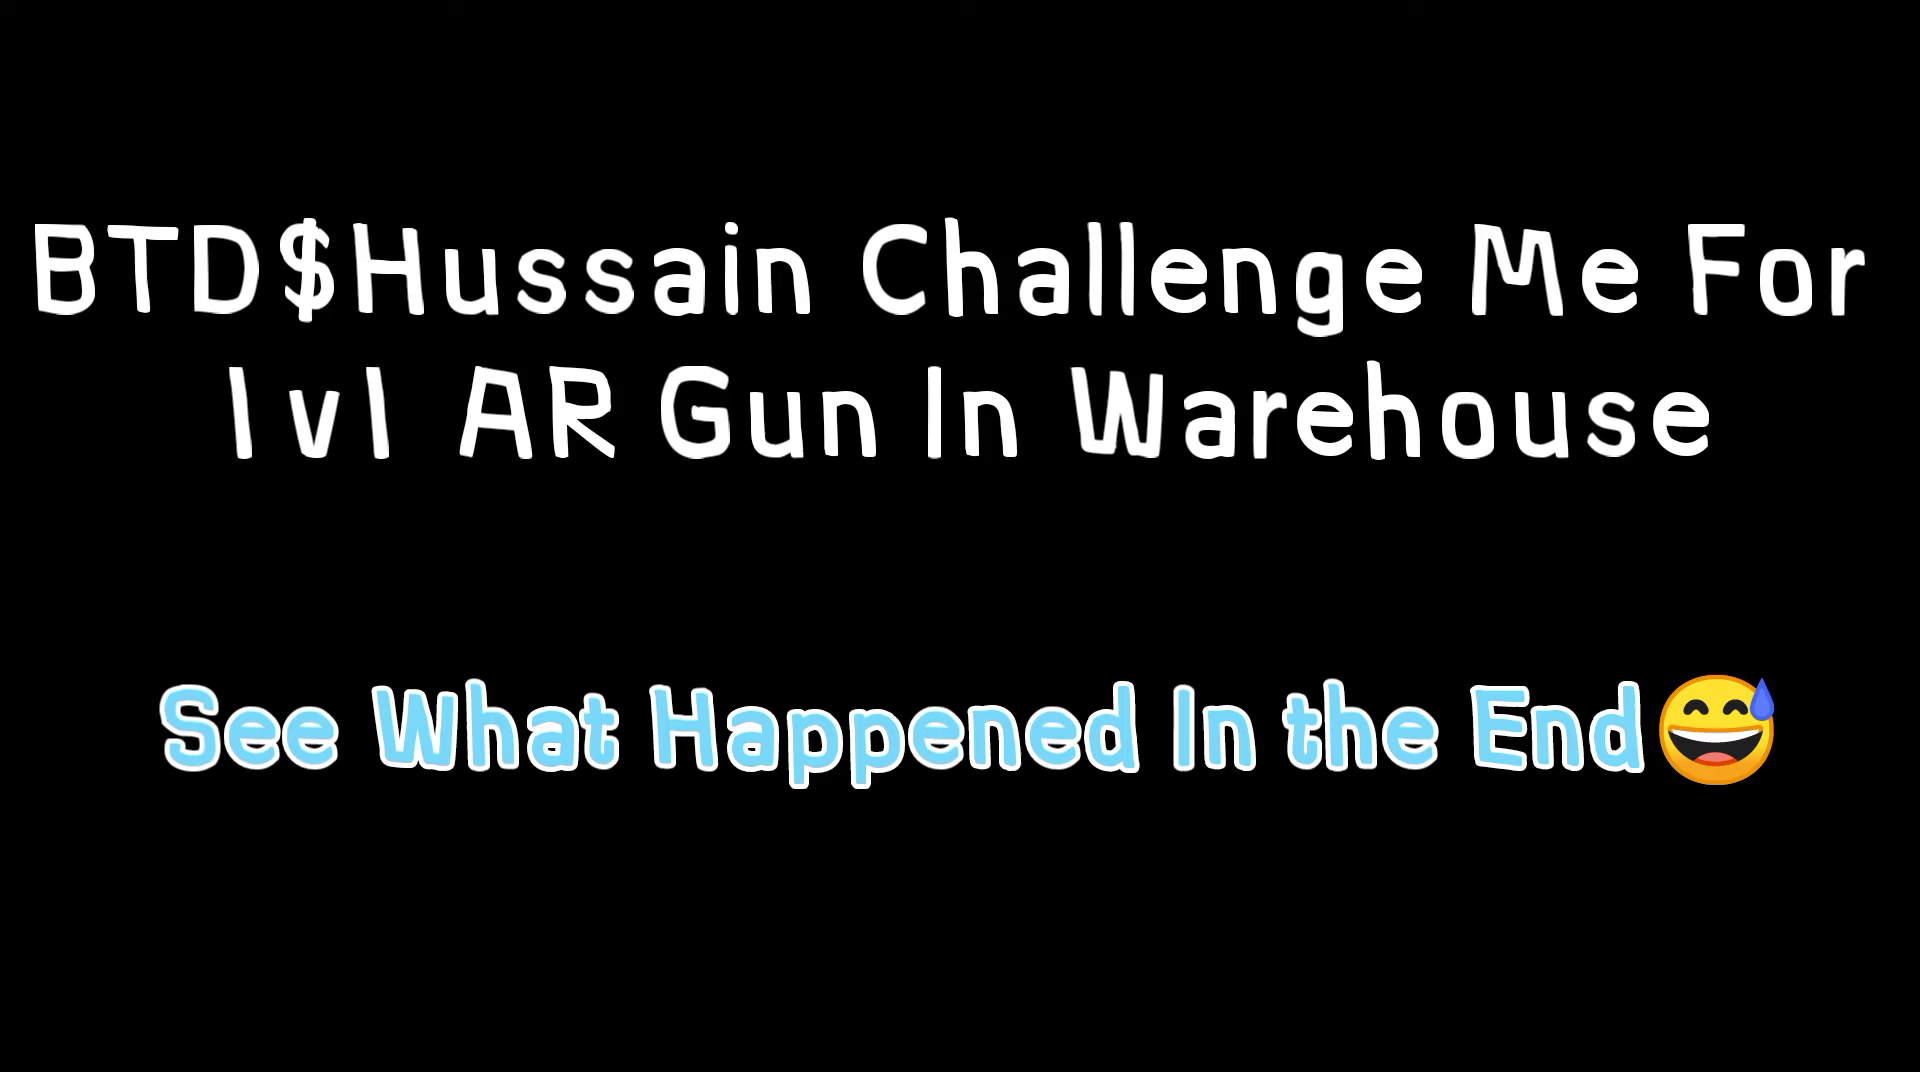 BTD$Hussain Challenge Me For
1v1 AR Gun In Warehouse
See What Happened In the End😅